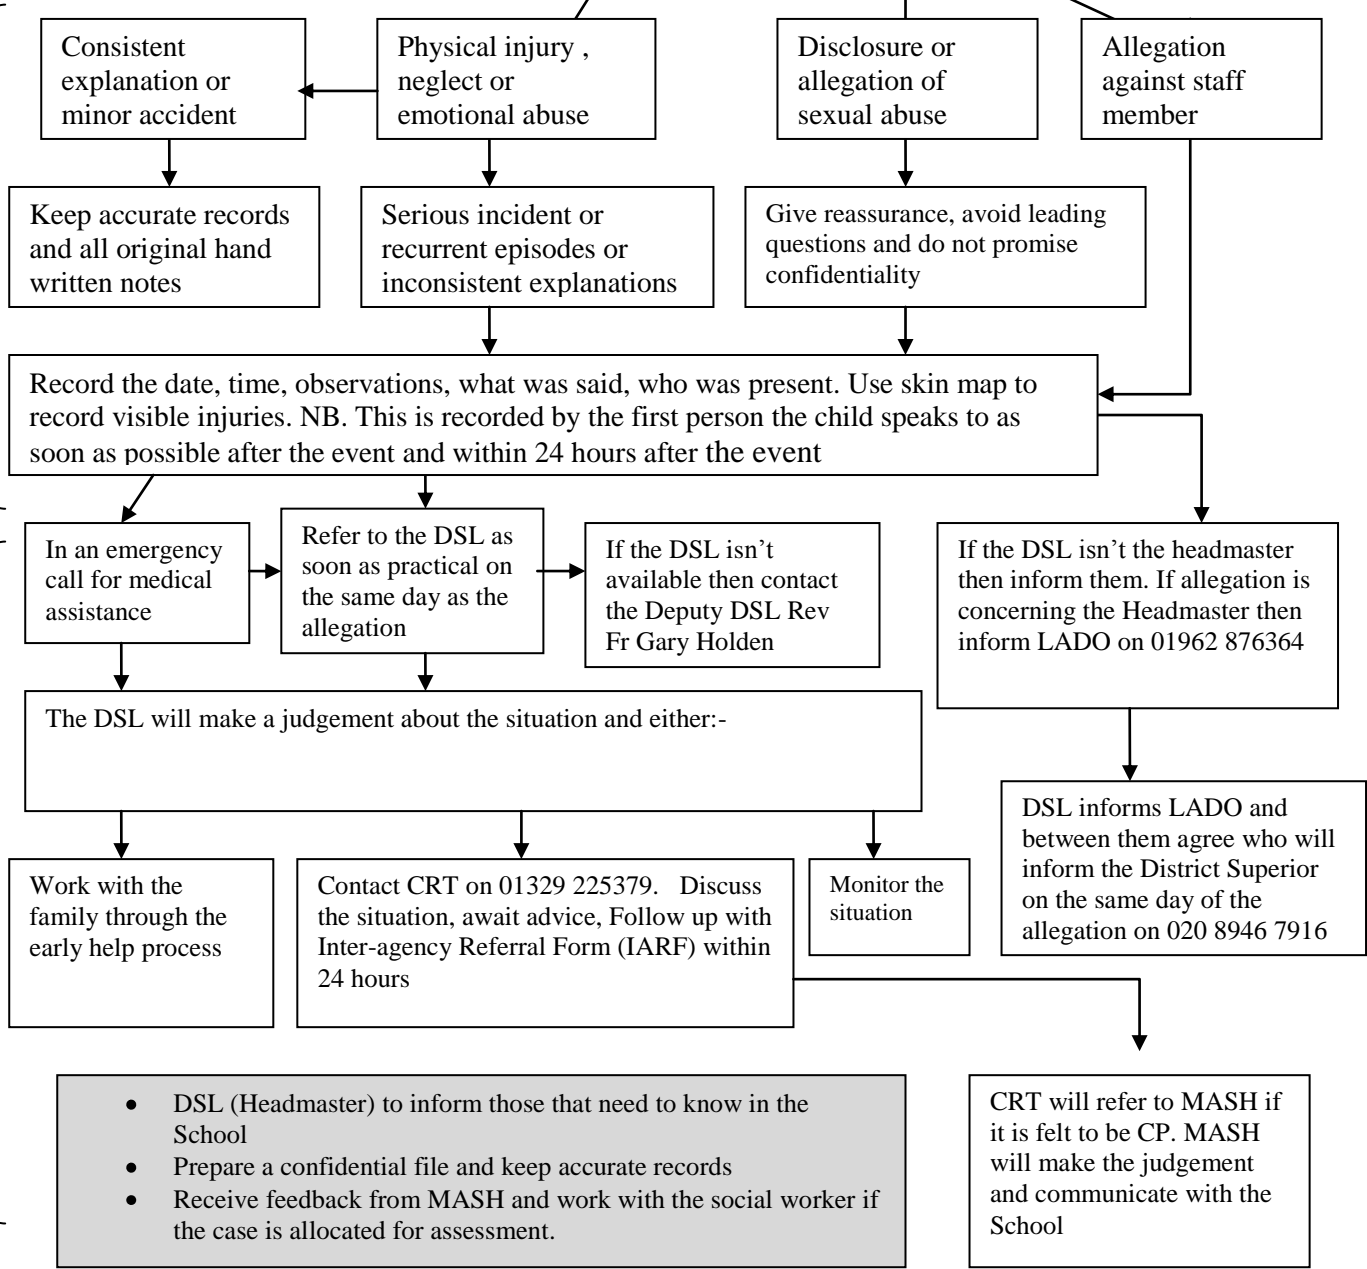 Consistent
explanation or
minor accident
Physical injury ,
neglect or
emotional abuse
Disclosure or
allegation of
sexual abuse
Allegation
against staff
member
Keep accurate records
and all original hand
written notes
Serious incident or
recurrent episodes or
inconsistent explanations
Give reassurance, avoid leading
questions and do not promise
confidentiality
Record the date, time, observations, what was said, who was present. Use skin map to
record visible injuries. NB. This is recorded by the first person the child speaks to as
soon as possible after the event and within 24 hours after the event
In an emergency
call for medical
assistance
Refer to the DSL as
soon as practical on
the same day as the
allegation
If the DSL isn't
available then contact
the Deputy DSL Rev
Fr Gary Holden
If the DSL isn't the headmaster
then inform them. If allegation is
concerning the Headmaster then
inform LADO on 01962 876364
The DSL will make a judgement about the situation and either:-
DSL informs LADO and
between them agree who will
inform the District Superior
on the same day of the
allegation on 020 8946 7916
Work with the
family through the
early help process
Contact CRT on 01329 225379. Discuss
the situation, await advice, Follow up with
Inter-agency Referral Form (IARF) within
24 hours
Monitor the
situation
• DSL (Headmaster) to inform those that need to know in the
School
• Prepare a confidential file and keep accurate records
• Receive feedback from MASH and work with the social worker if
the case is allocated for assessment.
CRT will refer to MASH if
it is felt to be CP. MASH
will make the judgement
and communicate with the
School